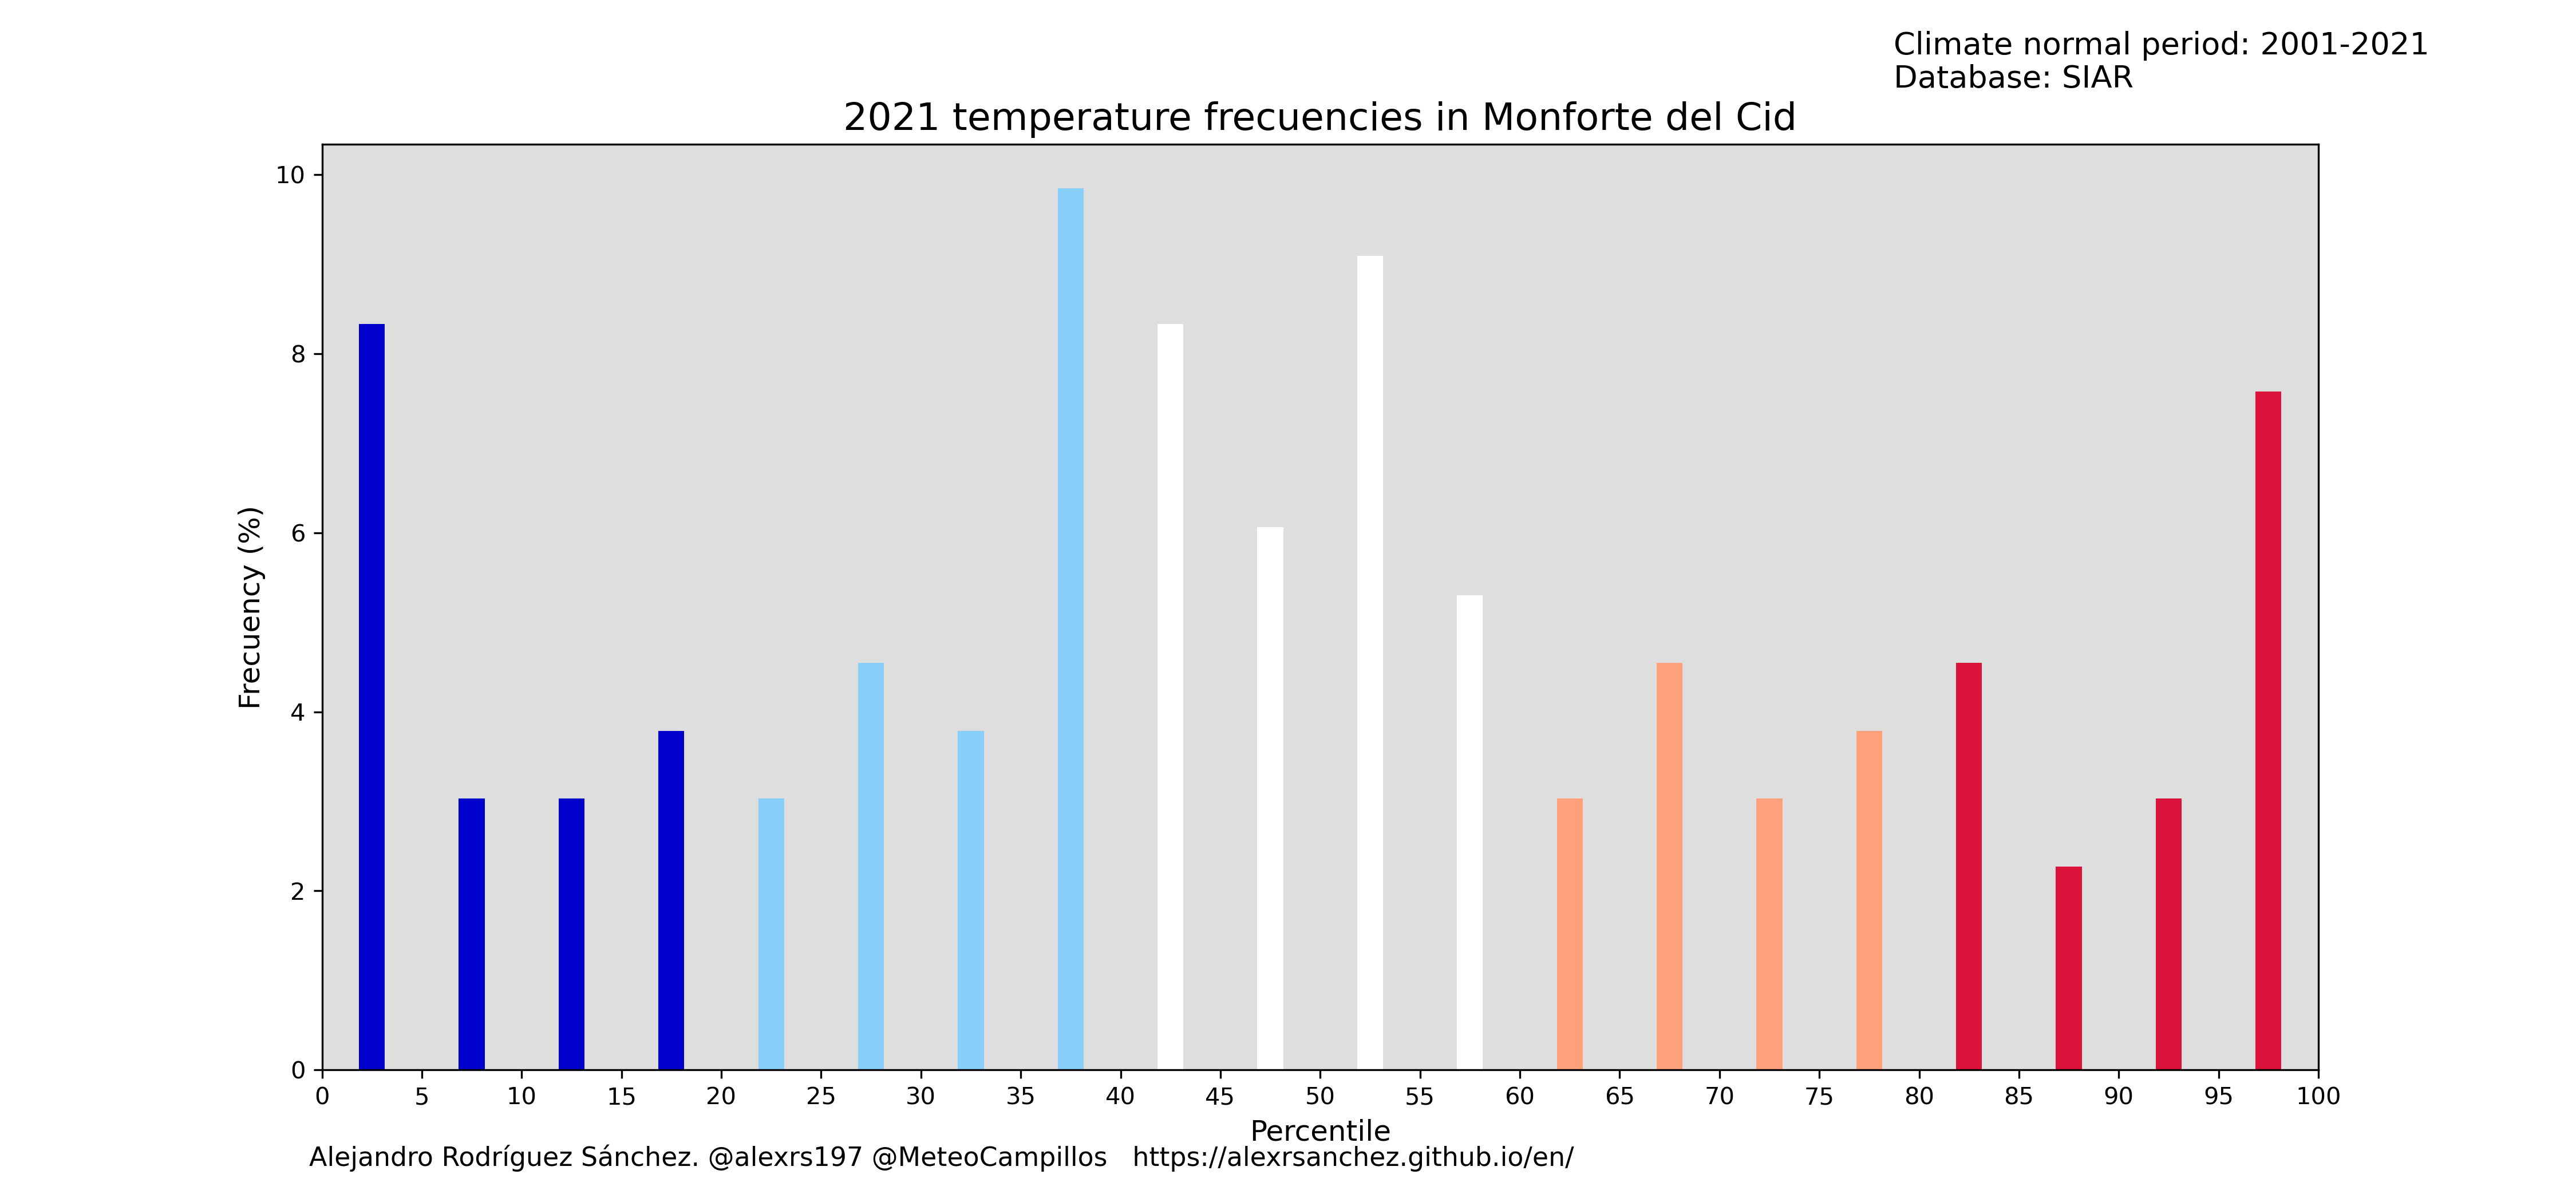 Climate normal period: 2001-2021
Database: SIAR
2021 temperature frecuencies in Monforte del Cid
Frecuency (%)
10
8
6
4
2
0
0 5 10 15 20 25 30 35 40 45 50 55 60 65 70 75 80 85 90 95 100
Percentile
Alejandro Rodríguez Sánchez. @alexrs197 @MeteoCampillos https://alexrsanchez.github.io/en/